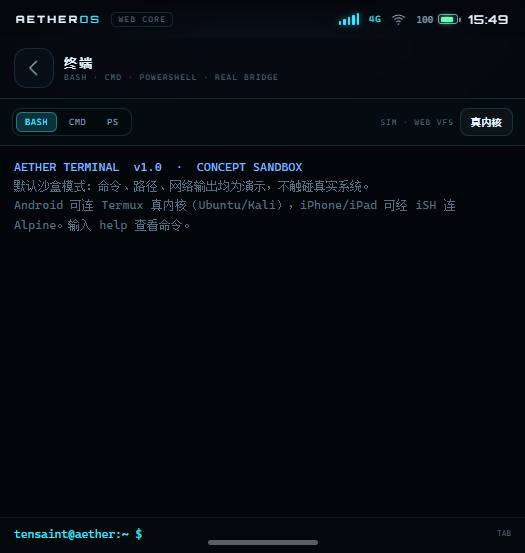 AETHEROS WEB CORE 4G 100 15:49
终端
BASH · CMD · POWERSHELL · REAL BRIDGE
BASH CMD PS SIM · WEB VFS 真内核
AETHER TERMINAL v1.0 · CONCEPT SANDBOX
默认沙盒模式：命令、路径、网络输出均为演示，不触碰真实系统。
Android 可连 Termux 真内核（Ubuntu/Kali），iPhone/iPad 可经 iSH 连
Alpine。输入 help 查看命令。
tensaint@aether:~ $ TAB